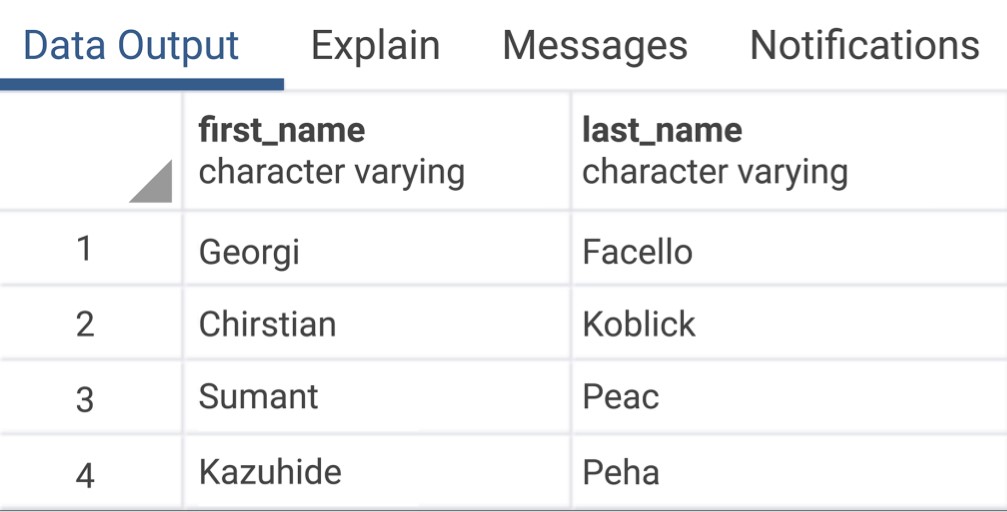 Data Output Explain Messages Notifications
first_name last_name
character varying character varying
1 Georgi Facello
2 Chirstian Koblick
3 Sumant Peac
4 Kazuhide Peha